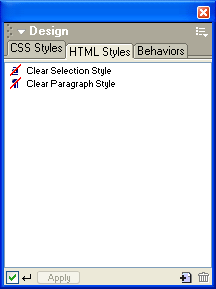 Design
CSS Styles HTML Styles Behaviors
Clear Selection Style
Clear Paragraph Style
Apply